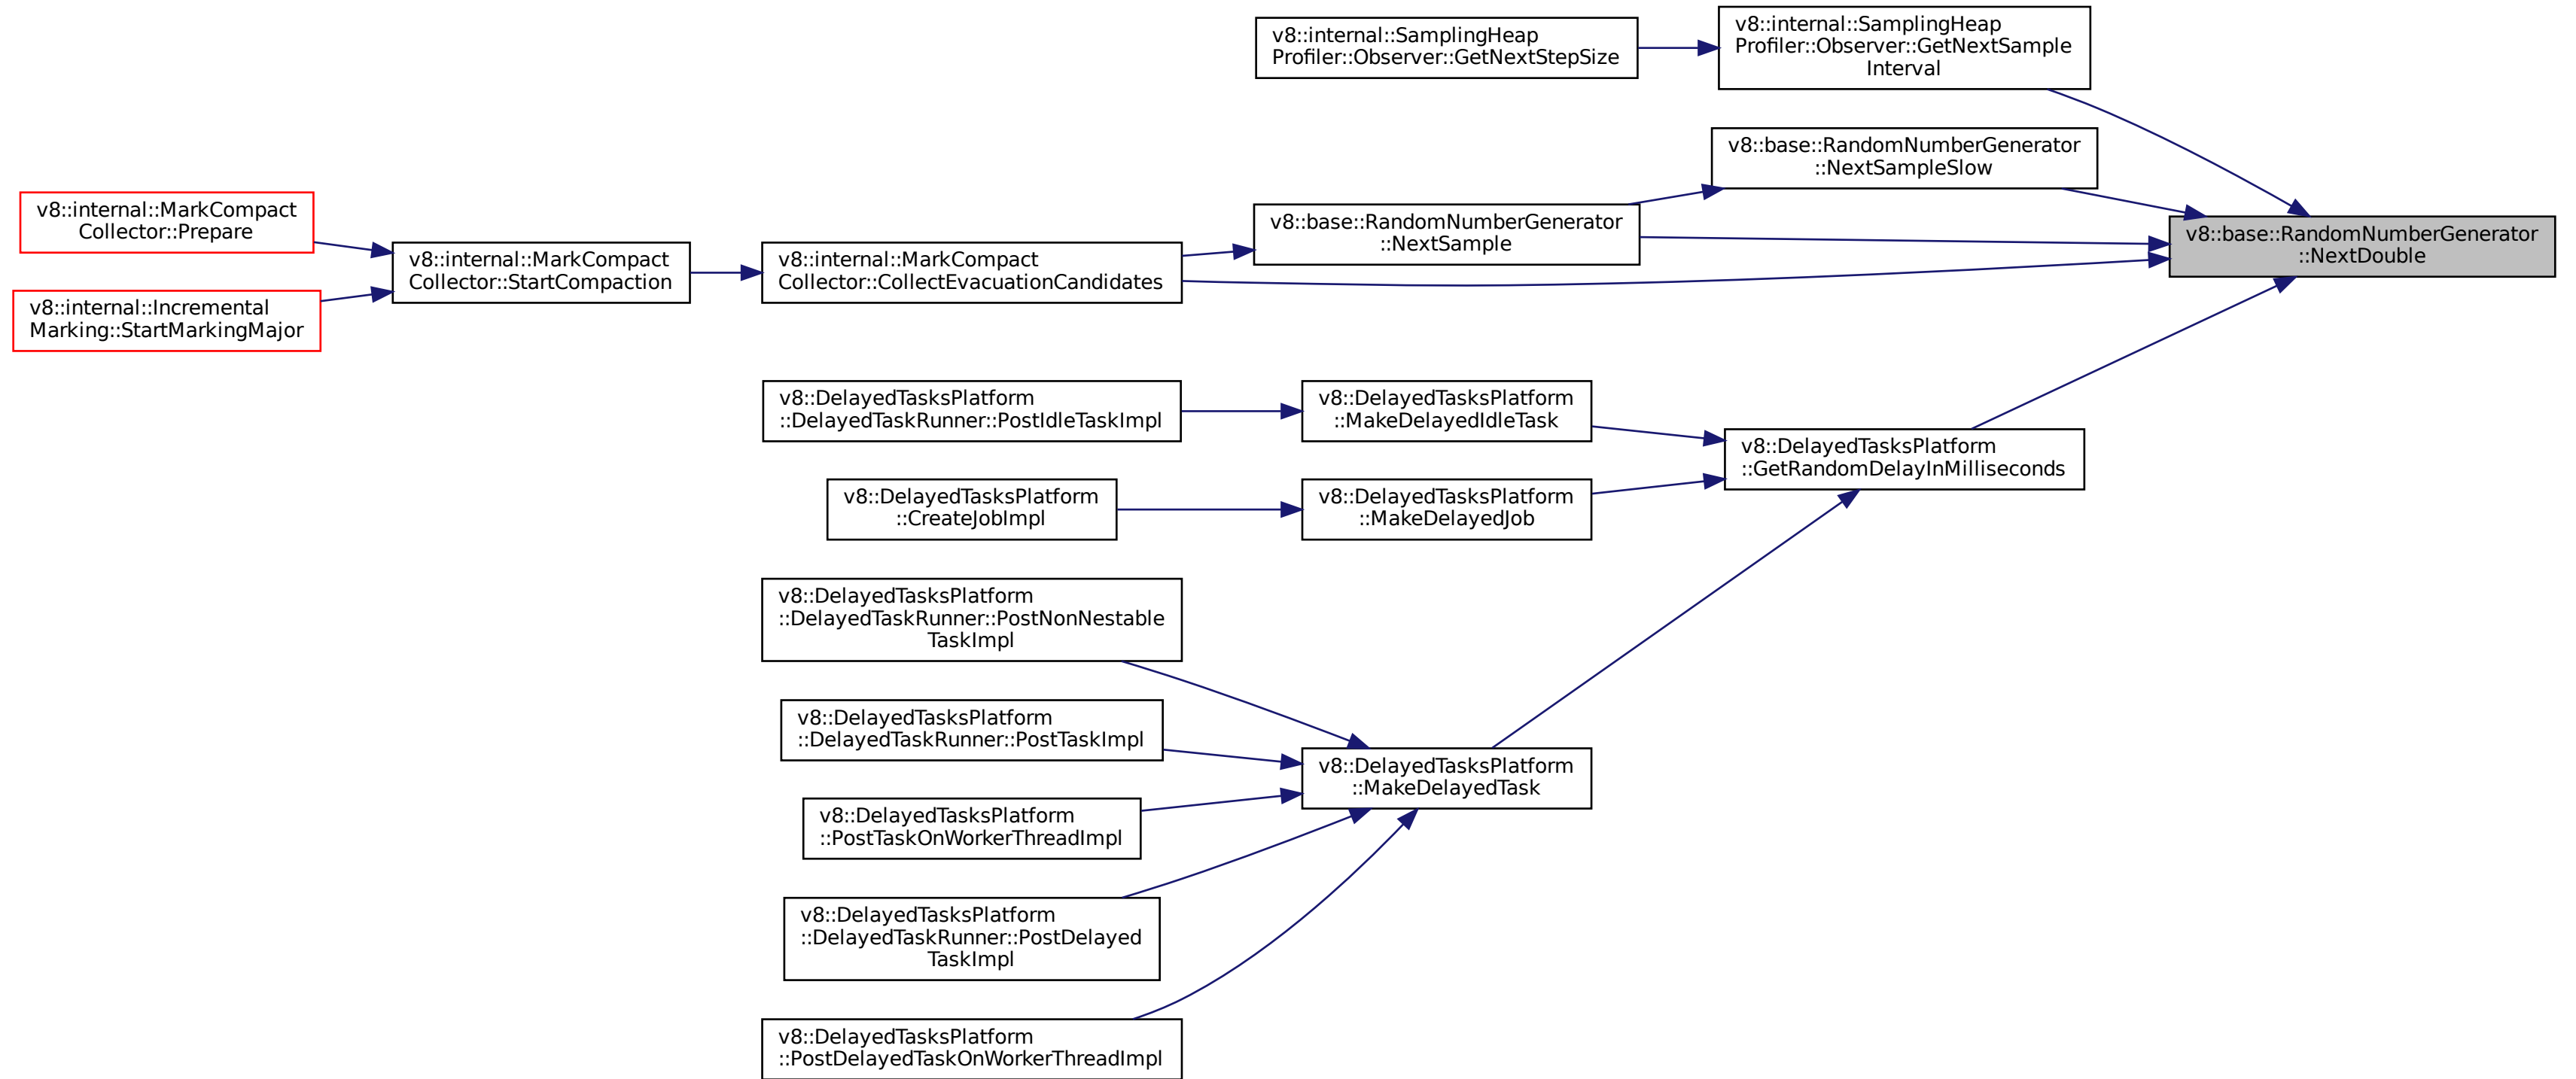 v8::internal::SamplingHeap
Profiler::Observer::GetNextStepSize
v8::internal::SamplingHeap
Profiler::Observer::GetNextSample
Interval
v8::base::RandomNumberGenerator
::NextSampleSlow
v8::internal::MarkCompact
Collector::Prepare
v8::internal::Incremental
Marking::StartMarkingMajor
v8::internal::MarkCompact
Collector::StartCompaction
v8::internal::MarkCompact
Collector::CollectEvacuationCandidates
v8::base::RandomNumberGenerator
::NextSample
v8::base::RandomNumberGenerator
::NextDouble
v8::DelayedTasksPlatform
::DelayedTaskRunner::PostIdleTaskImpl
v8::DelayedTasksPlatform
::MakeDelayedIdleTask
v8::DelayedTasksPlatform
::GetRandomDelayInMilliseconds
v8::DelayedTasksPlatform
::CreateJobImpl
v8::DelayedTasksPlatform
::MakeDelayedJob
v8::DelayedTasksPlatform
::DelayedTaskRunner::PostNonNestable
TaskImpl
v8::DelayedTasksPlatform
::DelayedTaskRunner::PostTaskImpl
v8::DelayedTasksPlatform
::MakeDelayedTask
v8::DelayedTasksPlatform
::PostTaskOnWorkerThreadImpl
v8::DelayedTasksPlatform
::DelayedTaskRunner::PostDelayed
TaskImpl
v8::DelayedTasksPlatform
::PostDelayedTaskOnWorkerThreadImpl